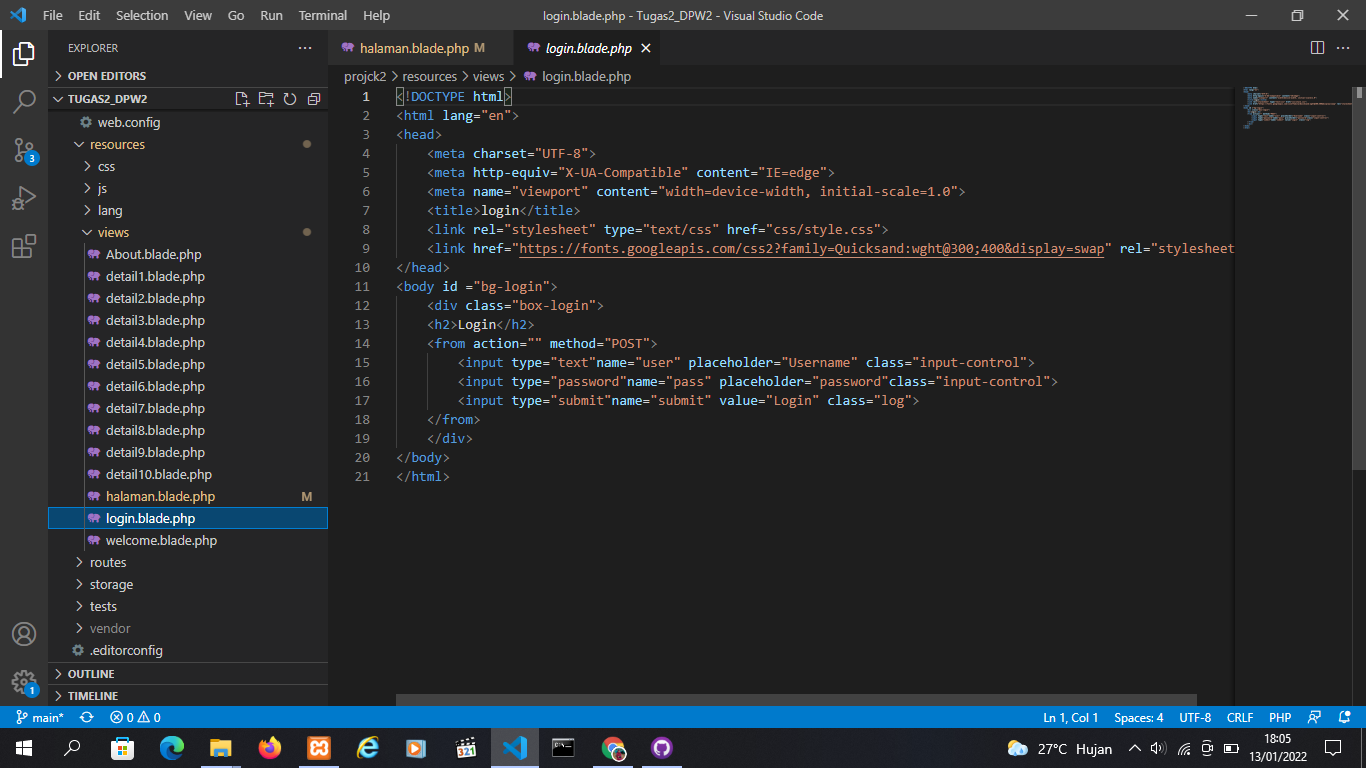 File Edit Selection View Go Run Terminal Help login.blade.php - Tugas2_DPW2 - Visual Studio Code
EXPLORER
OPEN EDITORS
TUGAS2_DPW2
web.config
resources
css
js
lang
views
About.blade.php
detail1.blade.php
detail2.blade.php
detail3.blade.php
detail4.blade.php
detail5.blade.php
detail6.blade.php
detail7.blade.php
detail8.blade.php
detail9.blade.php
detail10.blade.php
halaman.blade.php M
login.blade.php
welcome.blade.php
routes
storage
tests
vendor
.editorconfig
OUTLINE
TIMELINE
3
1
halaman.blade.php M login.blade.php
projck2 > resources > views > login.blade.php
1 <!DOCTYPE html>
2 <html lang="en">
3 <head>
4 <meta charset="UTF-8">
5 <meta http-equiv="X-UA-Compatible" content="IE=edge">
6 <meta name="viewport" content="width=device-width, initial-scale=1.0">
7 <title>login</title>
8 <link rel="stylesheet" type="text/css" href="css/style.css">
9 <link href="https://fonts.googleapis.com/css2?family=Quicksand:wght@300;400&display=swap" rel="stylesheet
10 </head>
11 <body id ="bg-login">
12 <div class="box-login">
13 <h2>Login</h2>
14 <from action="" method="POST">
15 <input type="text"name="user" placeholder="Username" class="input-control">
16 <input type="password"name="pass" placeholder="password"class="input-control">
17 <input type="submit"name="submit" value="Login" class="log">
18 </from>
19 </div>
20 </body>
21 </html>
main* 0 0 Ln 1, Col 1 Spaces: 4 UTF-8 CRLF PHP
321
27°C Hujan
18:05
13/01/2022